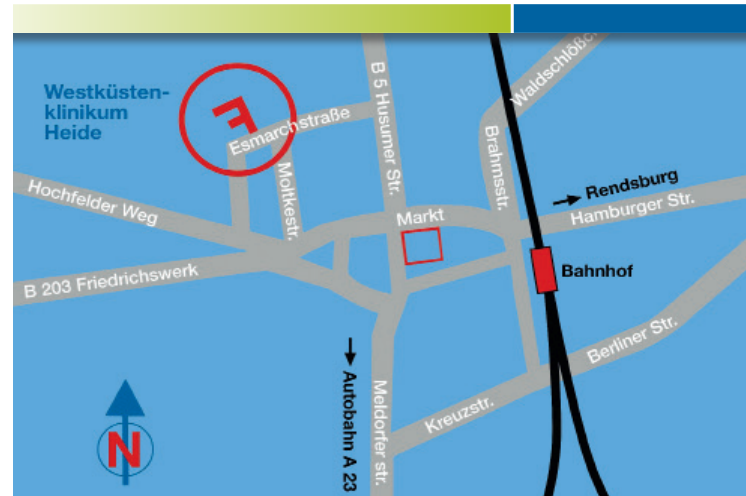 Westküsten-
klinikum
Heide
Esmarchstraße
B 5 Husumer Str.
Waldschlößc
Brahmsstr.
Moltkestr.
Hochfelder Weg
Markt
Rendsburg
Hamburger Str.
B 203 Friedrichswerk
Bahnhof
Berliner Str.
Autobahn A 23
Meldorfer str.
Kreuzstr.
N